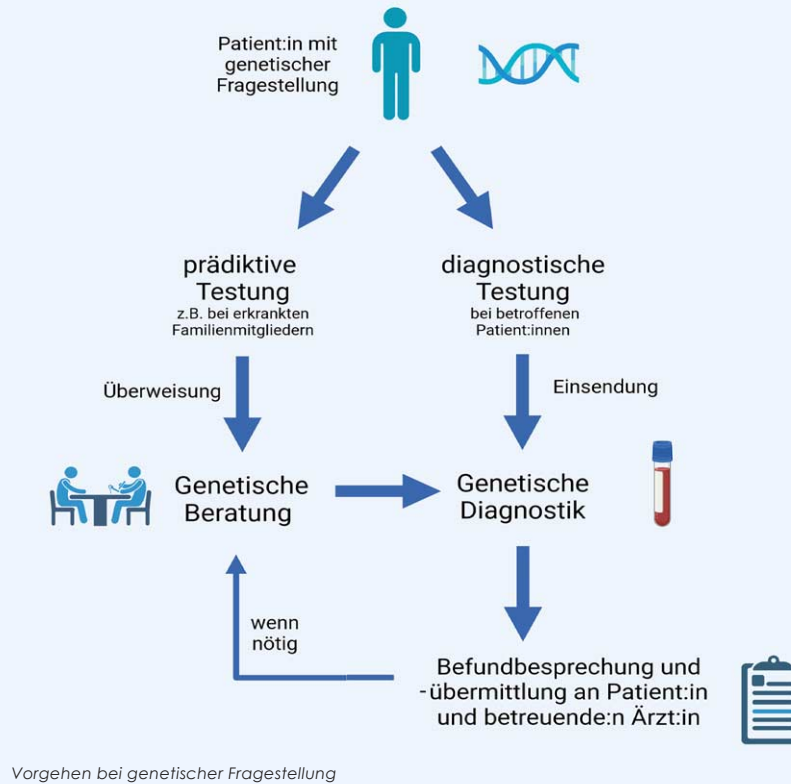 Patient:in mit
genetischer
Fragestellung
prädiktive
Testung
z.B. bei erkrankten
Familienmitgliedern
diagnostische
Testung
bei betroffenen
Patient:innen
Überweisung
Einsendung
Genetische
Beratung
Genetische
Diagnostik
wenn
nötig
Befundbesprechung und
-übermittlung an Patient:in
und betreuende:n Ärzt:in
Vorgehen bei genetischer Fragestellung